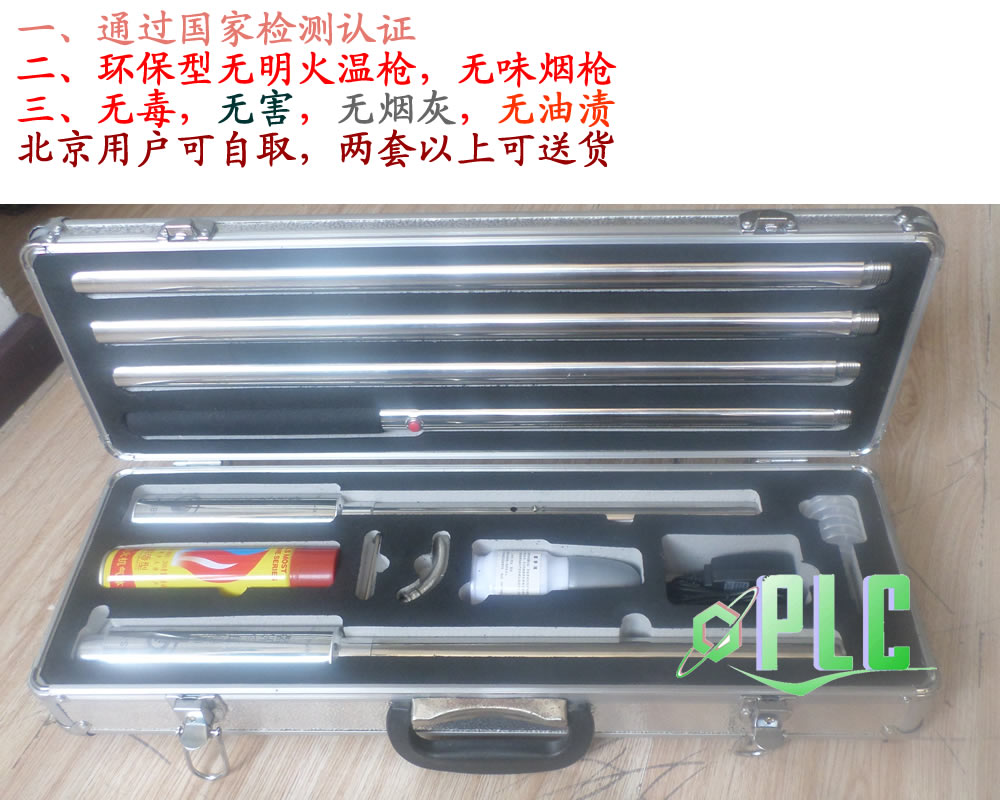 一、通过国家检测认证
二、环保型无明火温枪，无味烟枪
三、无毒，无害，无烟灰，无油渍
北京用户可自取，两套以上可送货
MOST
SERIES
PLC